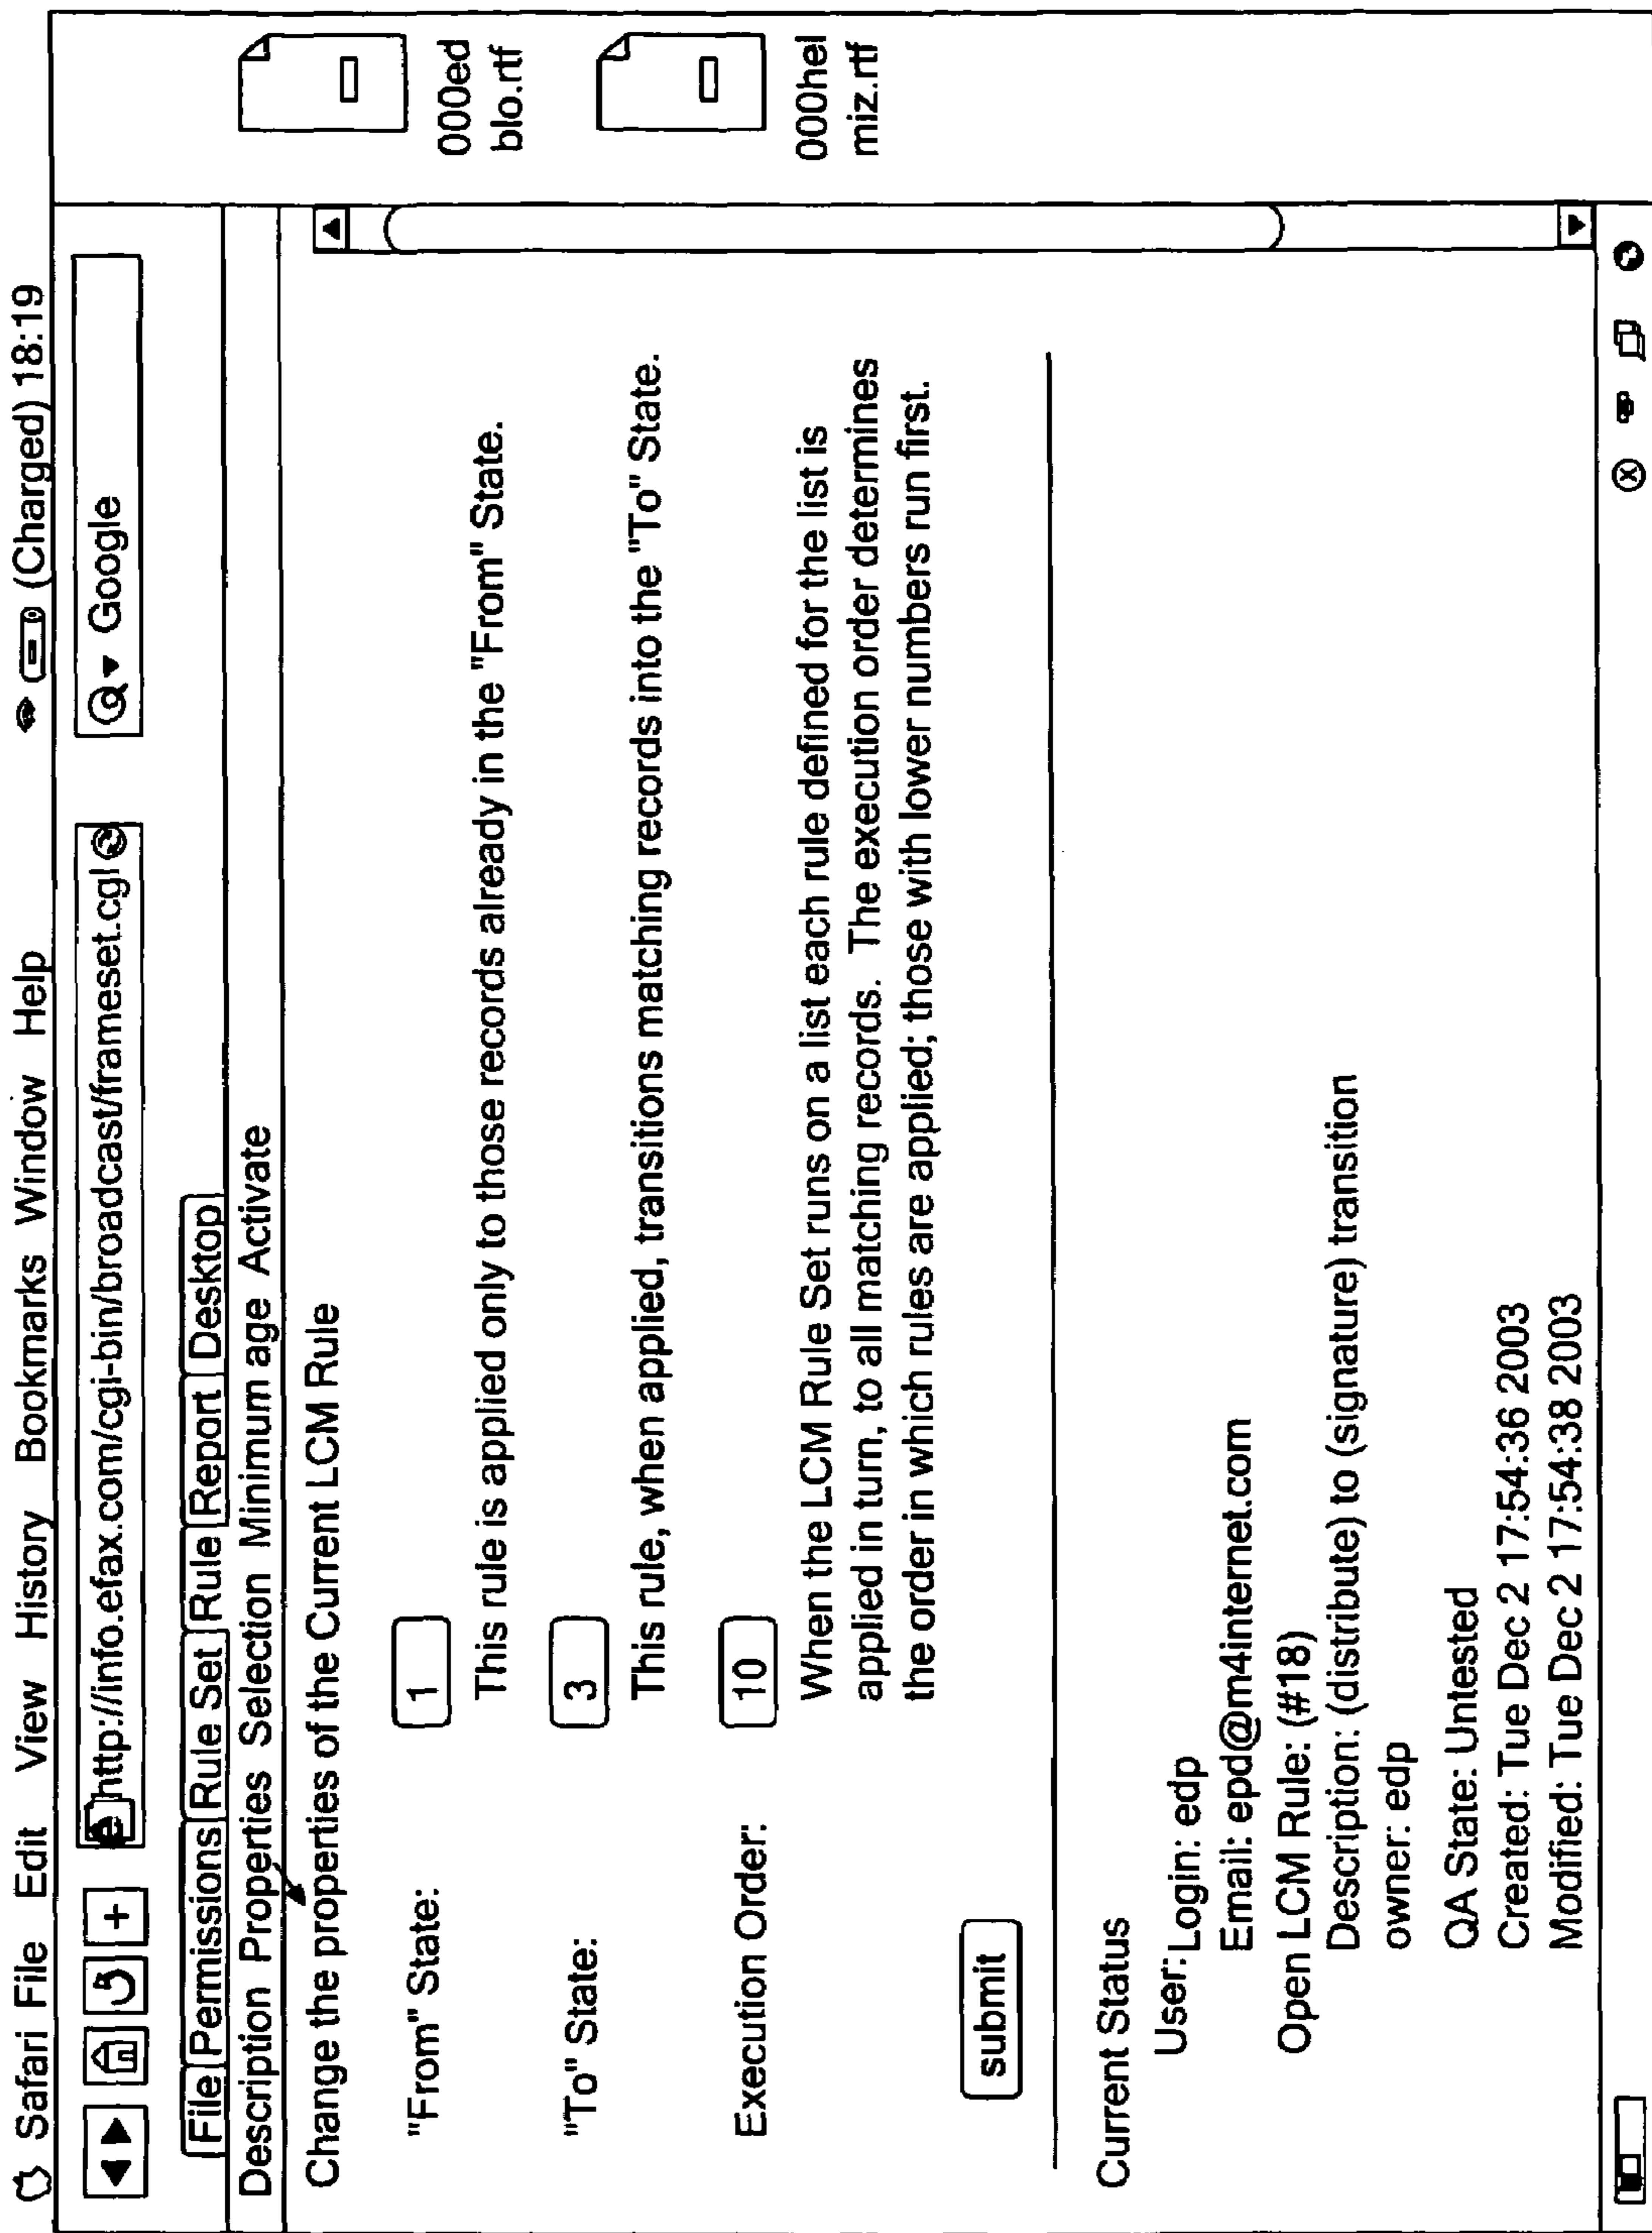 Safari File Edit View History Bookmarks Window Help (Charged) 18:19
http://info.efax.com/cgi-bin/broadcast/frameset.cgl
Google
File Permissions Rule Set Rule Report Desktop
Description Properties Selection Minimum age Activate
Change the properties of the Current LCM Rule
"From" State: 1
This rule is applied only to those records already in the "From" State.
"To" State: 3
This rule, when applied, transitions matching records into the "To" State.
Execution Order: 10
When the LCM Rule Set runs on a list each rule defined for the list is
applied in turn, to all matching records. The execution order determines
the order in which rules are applied; those with lower numbers run first.
submit
Current Status
User: Login: edp
Email: epd@m4internet.com
Open LCM Rule: (#18)
Description: (distribute) to (signature) transition
owner: edp
QA State: Untested
Created: Tue Dec 2 17:54:36 2003
Modified: Tue Dec 2 17:54:38 2003
000ed
blo.rtf
000hel
miz.rtf